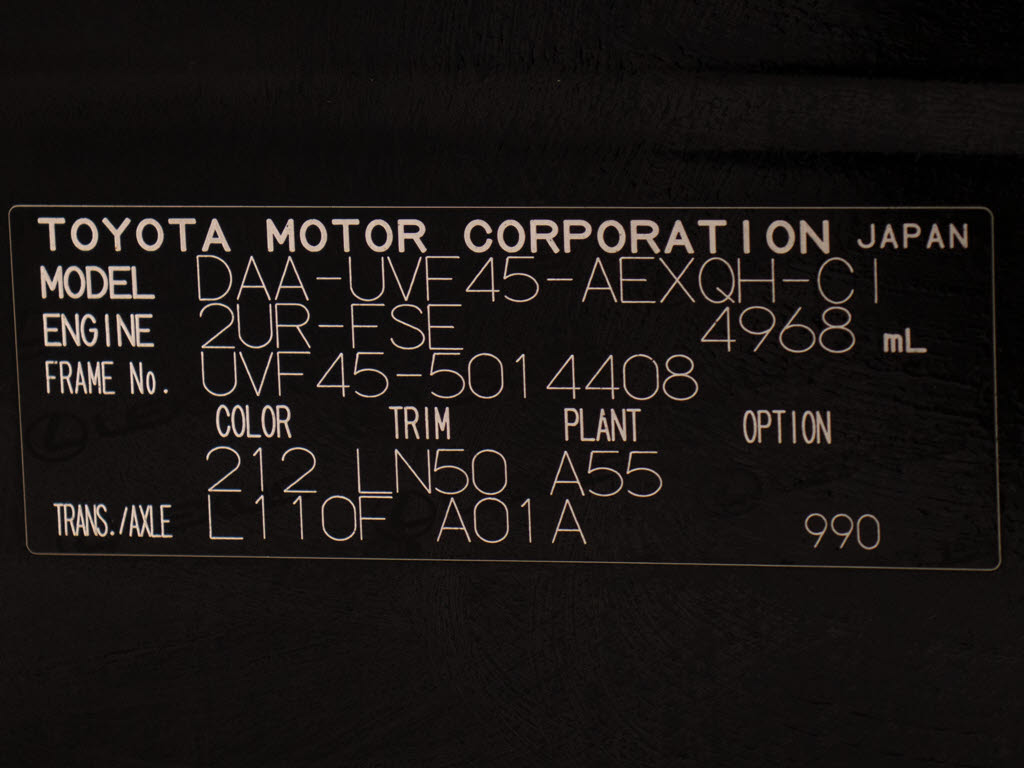 TOYOTA MOTOR CORPORATION JAPAN
MODEL DAA-UVF45-AEXQH-CI
ENGINE 2UR-FSE 4968 mL
FRAME No. UVF45-5014408
COLOR TRIM PLANT OPTION
212 LN50 A55
TRANS./AXLE L110F A01A 990